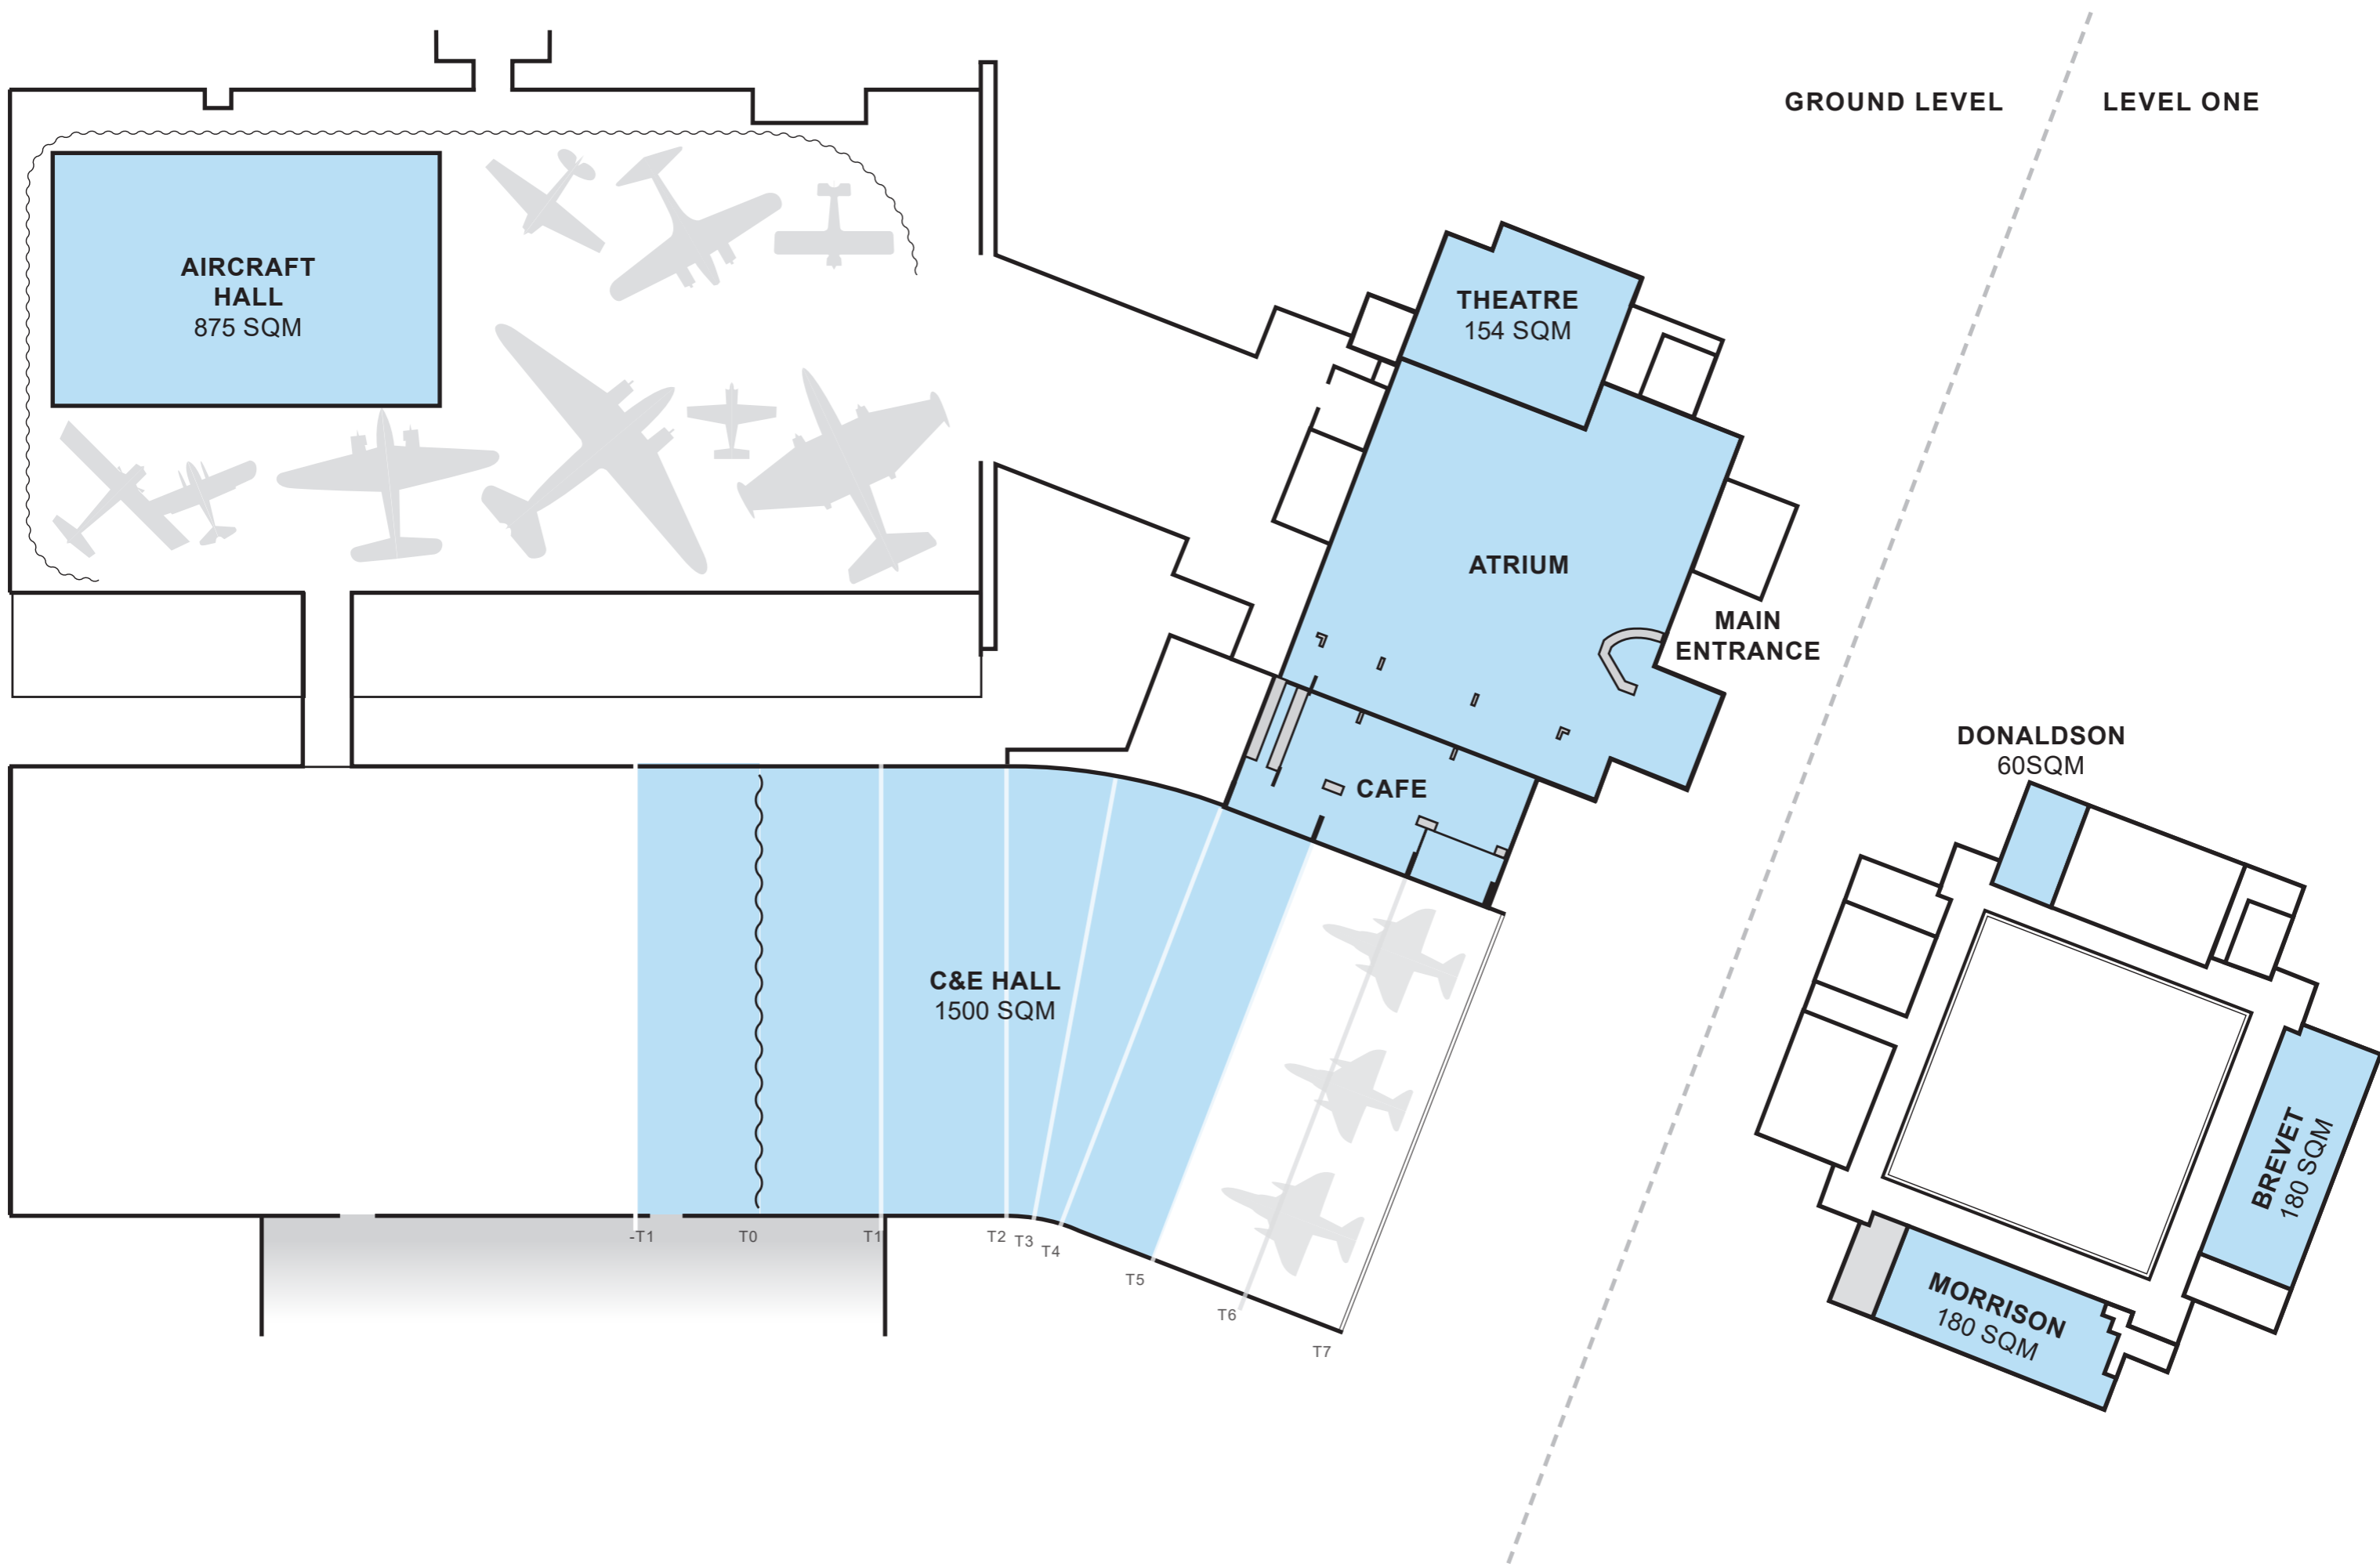 GROUND LEVEL
LEVEL ONE
AIRCRAFT
HALL
875 SQM
THEATRE
154 SQM
ATRIUM
MAIN
ENTRANCE
CAFE
DONALDSON
60SQM
C&E HALL
1500 SQM
BREVET
180 SQM
MORRISON
180 SQM
-T1
T0
T1
T2
T3
T4
T5
T6
T7